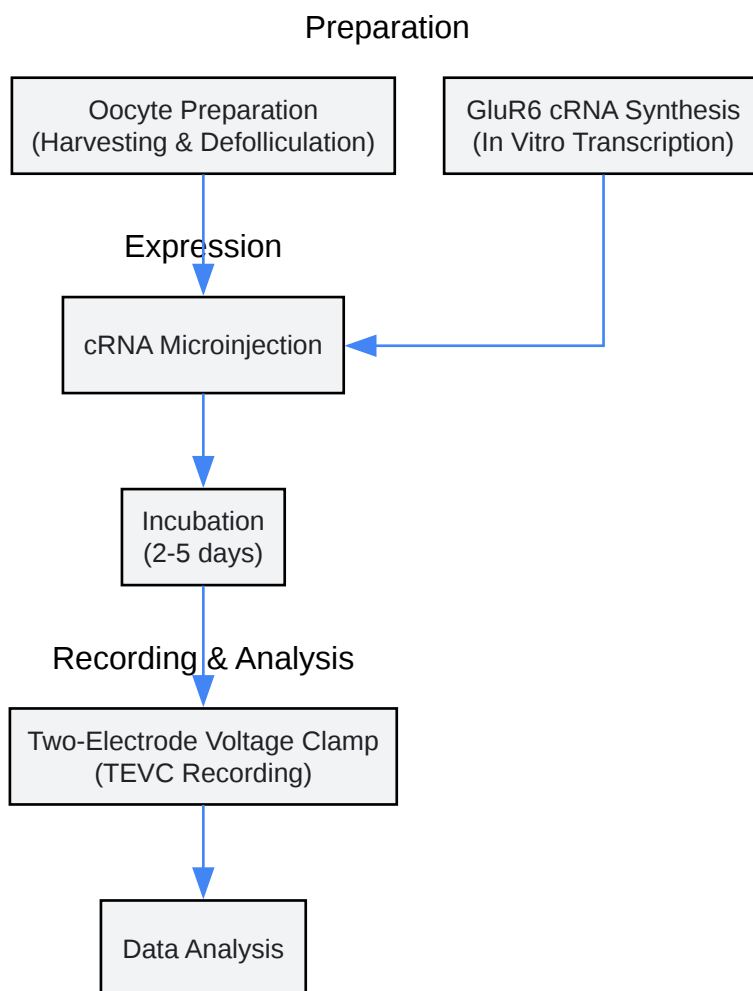 Preparation
Oocyte Preparation
(Harvesting & Defolliculation)
GluR6 cRNA Synthesis
(In Vitro Transcription)
Expression
cRNA Microinjection
Incubation
(2-5 days)
Recording & Analysis
Two-Electrode Voltage Clamp
(TEVC Recording)
Data Analysis